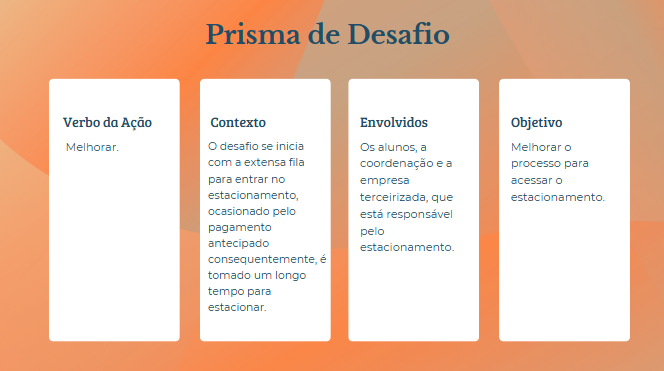 Prisma de Desafio
Verbo da Ação
Melhorar.
Contexto
O desafio se inicia
com a extensa fila
para entrar no
estacionamento,
ocasionado pelo
pagamento
antecipado
consequentemente, é
tomado um longo
tempo para
estacionar.
Envolvidos
Os alunos, a
coordenação e a
empresa
terceirizada, que
está responsável
pelo
estacionamento.
Objetivo
Melhorar o
processo para
acessar o
estacionamento.